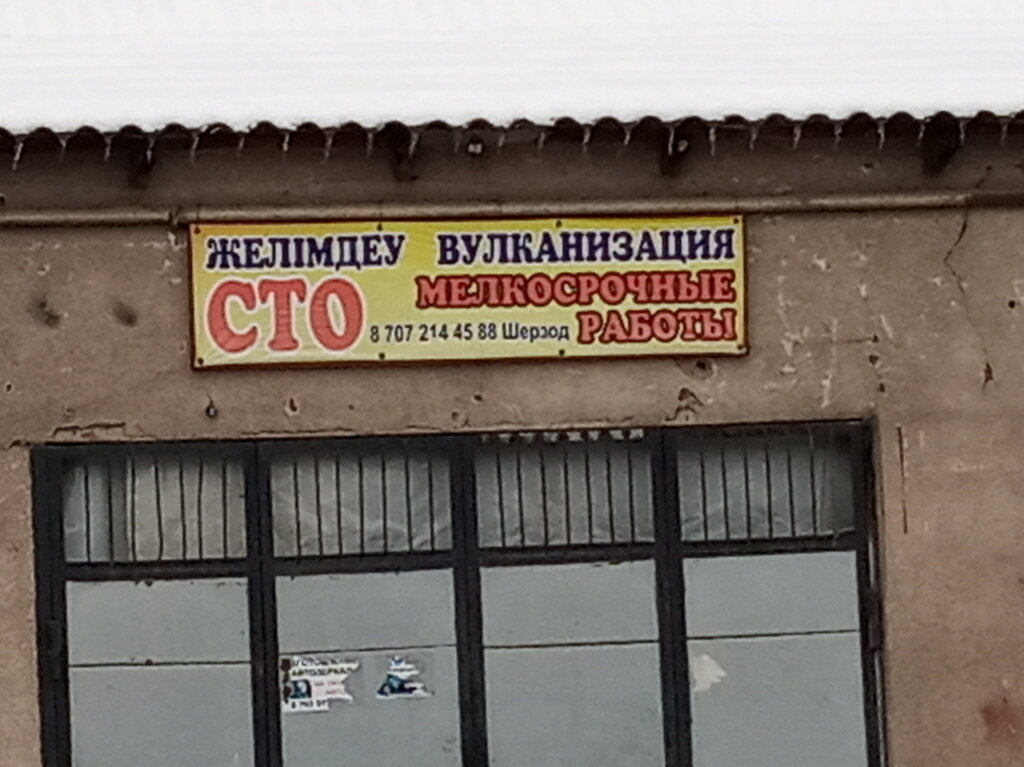 ЖЕЛІМДЕУ ВУЛКАНИЗАЦИЯ
СТО МЕЛКОСРОЧНЫЕ
8 707 214 45 88 Шерзод РАБОТЫ